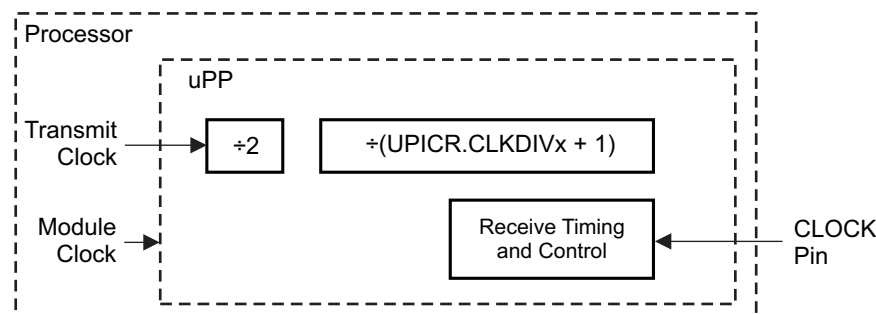 Processor
uPP
Transmit
Clock
÷2
÷(UPICR.CLKDIVx + 1)
Module
Clock
Receive Timing
and Control
CLOCK
Pin